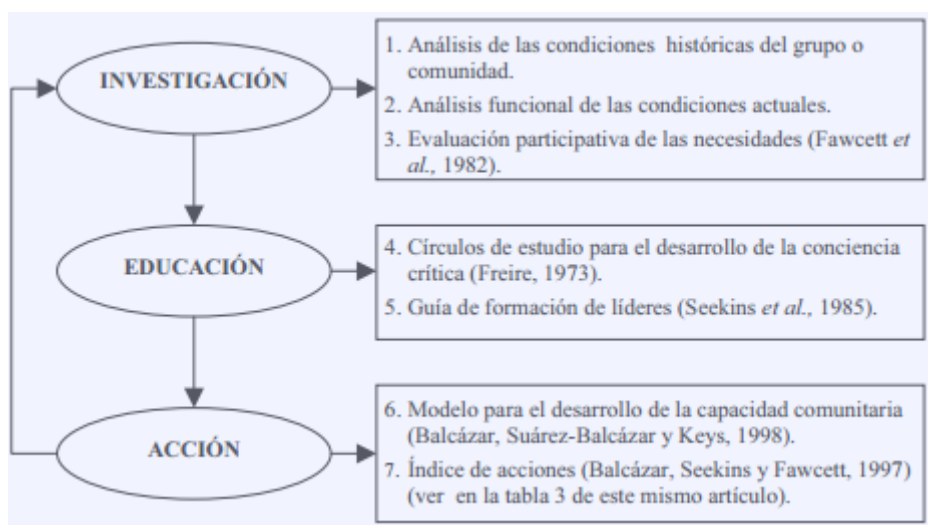 INVESTIGACIÓN
1. Análisis de las condiciones históricas del grupo o
comunidad.
2. Análisis funcional de las condiciones actuales.
3. Evaluación participativa de las necesidades (Fawcett et
al., 1982).
EDUCACIÓN
4. Círculos de estudio para el desarrollo de la conciencia
crítica (Freire, 1973).
5. Guía de formación de líderes (Seekins et al., 1985).
ACCIÓN
6. Modelo para el desarrollo de la capacidad comunitaria
(Balcázar, Suárez-Balcázar y Keys, 1998).
7. Índice de acciones (Balcázar, Seekins y Fawcett, 1997)
(ver en la tabla 3 de este mismo artículo).